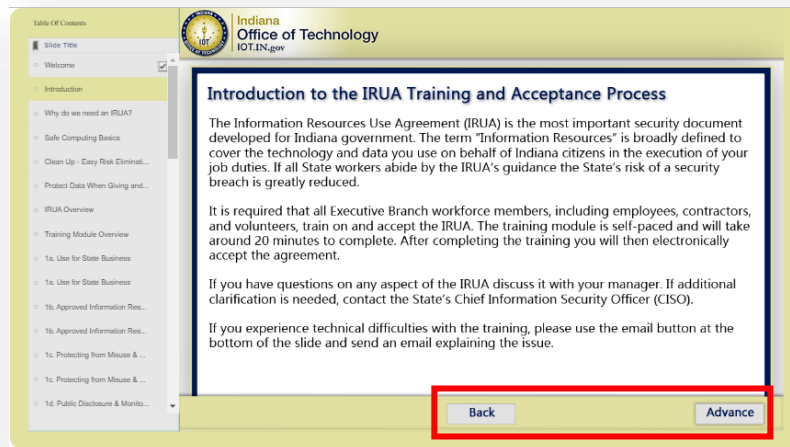 Table Of Contents
Slide Title
Welcome
Introduction
Why do we need an IRUA?
Safe Computing Basics
Clean Up - Easy Risk Eliminati...
Protect Data When Giving and...
IRUA Overview
Training Module Overview
1a. Use for State Business
1a. Use for State Business
1b. Approved Information Res...
1b. Approved Information Res...
1c. Protecting from Misuse & ...
1c. Protecting from Misuse & ...
1d. Public Disclosure & Monito...
IOT
Indiana
Office of Technology
IOT.IN.gov
Introduction to the IRUA Training and Acceptance Process
The Information Resources Use Agreement (IRUA) is the most important security document
developed for Indiana government. The term "Information Resources" is broadly defined to
cover the technology and data you use on behalf of Indiana citizens in the execution of your
job duties. If all State workers abide by the IRUA's guidance the State's risk of a security
breach is greatly reduced.
It is required that all Executive Branch workforce members, including employees, contractors,
and volunteers, train on and accept the IRUA. The training module is self-paced and will take
around 20 minutes to complete. After completing the training you will then electronically
accept the agreement.
If you have questions on any aspect of the IRUA discuss it with your manager. If additional
clarification is needed, contact the State's Chief Information Security Officer (CISO).
If you experience technical difficulties with the training, please use the email button at the
bottom of the slide and send an email explaining the issue.
Back
Advance